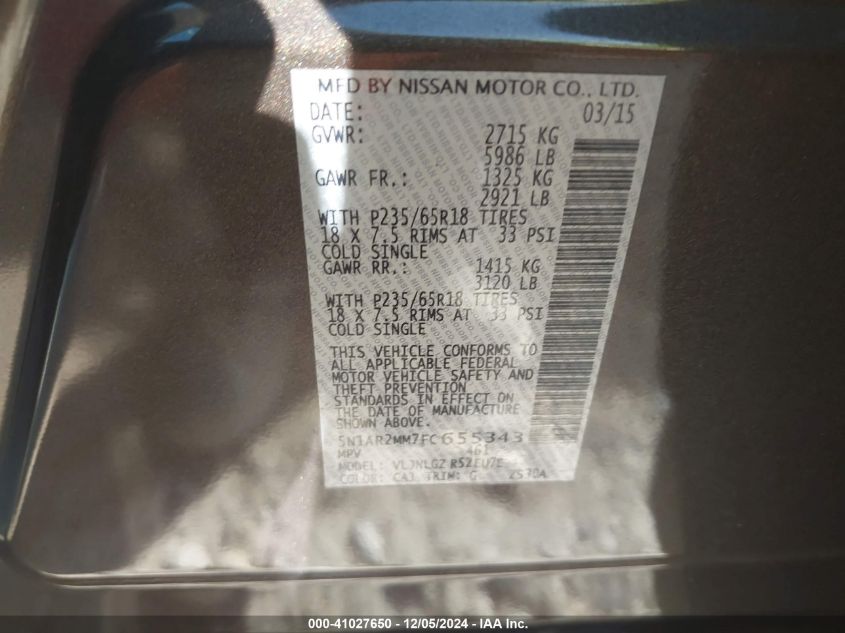 MFD BY NISSAN MOTOR CO., LTD.
DATE: 03/15
GVWR: 2715 KG
5986 LB
GAWR FR.: 1325 KG
2921 LB
WITH P235/65R18 TIRES
18 X 7.5 RIMS AT 33 PSI
COLD SINGLE
GAWR RR.: 1415 KG
3120 LB
WITH P235/65R18 TIRES
18 X 7.5 RIMS AT 33 PSI
COLD SINGLE
THIS VEHICLE CONFORMS TO
ALL APPLICABLE FEDERAL
MOTOR VEHICLE SAFETY AND
THEFT PREVENTION
STANDARDS IN EFFECT ON
THE DATE OF MANUFACTURE
SHOWN ABOVE.
5N1AR2MM7FC655343
MPV 461
MODEL:
COLOR: TRIM: G
000-41027650 - 12/05/2024 - IAA Inc.